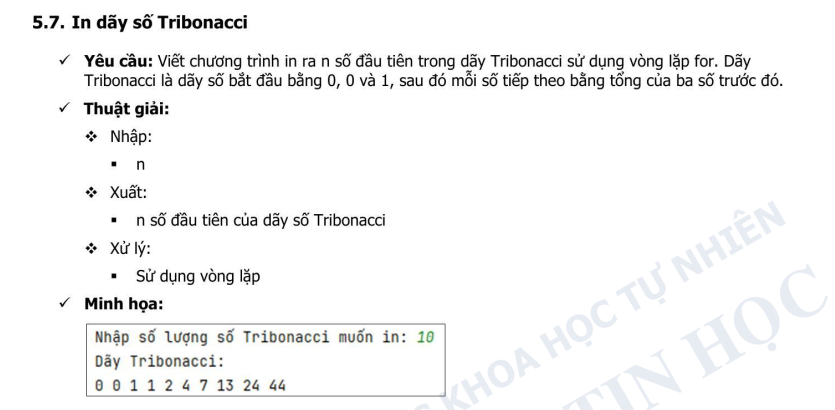 5.7. In dãy số Tribonacci
✓ Yêu cầu: Viết chương trình in ra n số đầu tiên trong dãy Tribonacci sử dụng vòng lặp for. Dãy
Tribonacci là dãy số bắt đầu bằng 0, 0 và 1, sau đó mỗi số tiếp theo bằng tổng của ba số trước đó.
✓ Thuật giải:
❖ Nhập:
▪ n
❖ Xuất:
▪ n số đầu tiên của dãy số Tribonacci
❖ Xử lý:
▪ Sử dụng vòng lặp
✓ Minh họa:
Nhập số lượng số Tribonacci muốn in: 10
Dãy Tribonacci:
0 0 1 1 2 4 7 13 24 44
KHOA HỌC TỰ NHIÊN
TIN HỌC